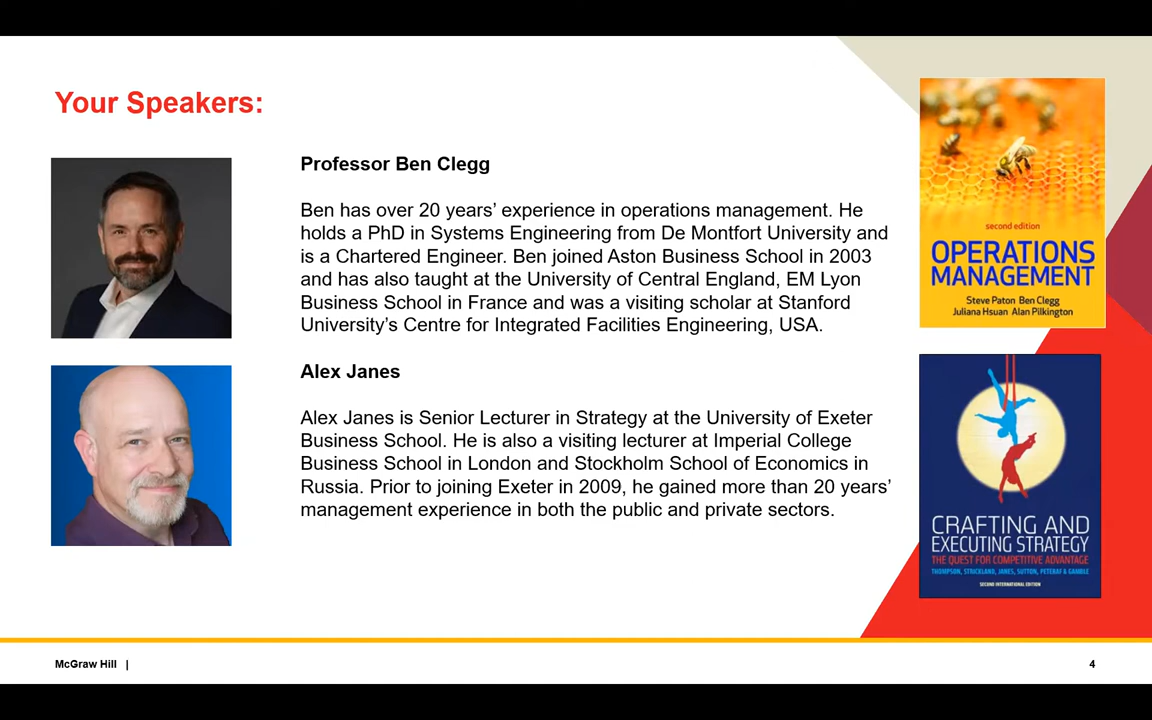 Your Speakers:
Professor Ben Clegg
Ben has over 20 years’ experience in operations management. He
holds a PhD in Systems Engineering from De Montfort University and
is a Chartered Engineer. Ben joined Aston Business School in 2003
and has also taught at the University of Central England, EM Lyon
Business School in France and was a visiting scholar at Stanford
University’s Centre for Integrated Facilities Engineering, USA.
Alex Janes
Alex Janes is Senior Lecturer in Strategy at the University of Exeter
Business School. He is also a visiting lecturer at Imperial College
Business School in London and Stockholm School of Economics in
Russia. Prior to joining Exeter in 2009, he gained more than 20 years’
management experience in both the public and private sectors.
second edition
OPERATIONS
MANAGEMENT
Steve Paton Ben Clegg
Juliana Hsuan Alan Pilkington
CRAFTING AND
EXECUTING STRATEGY
THE QUEST FOR COMPETITIVE ADVANTAGE
THOMPSON, STRICKLAND, JANES, SUTTON, PETERAF & GAMBLE
SECOND INTERNATIONAL EDITION
McGraw Hill |
4